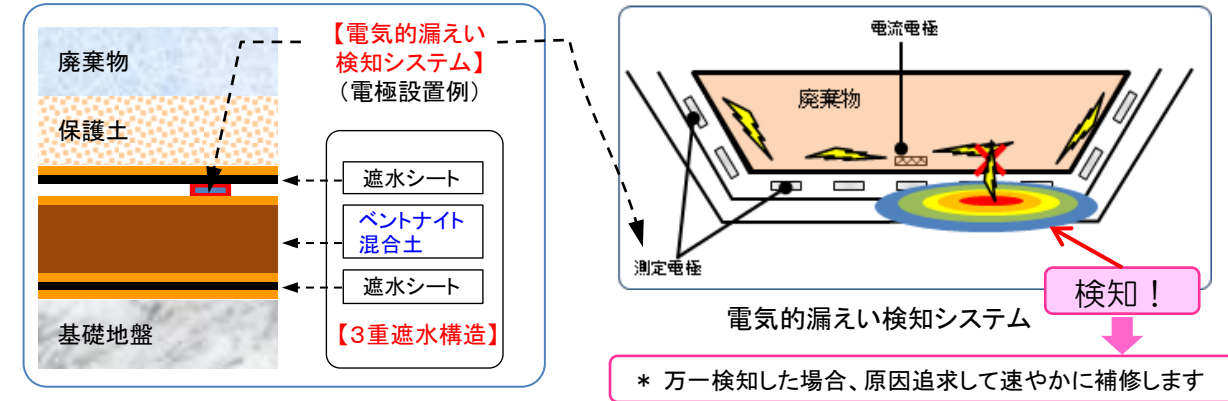 廃棄物
保護土
基礎地盤
【電気的漏えい
検知システム】
（電極設置例）
遮水シート
ベントナイト
混合土
遮水シート
【３重遮水構造】
電流電極
廃棄物
測定電極
検知！
電気的漏えい検知システム
＊ 万一検知した場合、原因追求して速やかに補修します